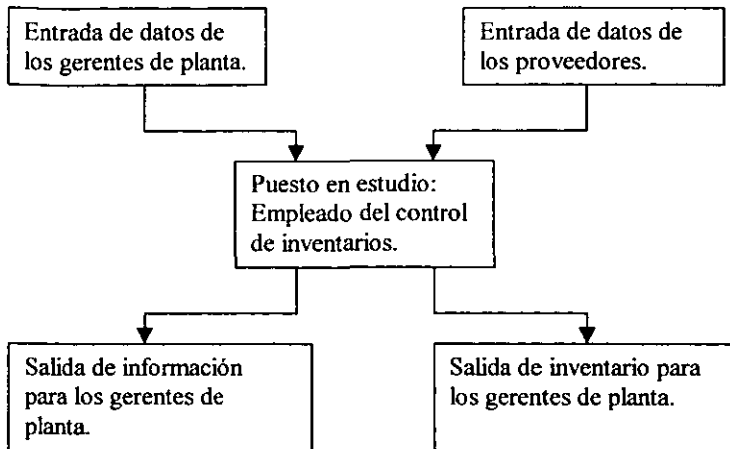 Entrada de datos de
los gerentes de planta.
Entrada de datos de
los proveedores.
Puesto en estudio:
Empleado del control
de inventarios.
Salida de información
para los gerentes de
planta.
Salida de inventario para
los gerentes de planta.